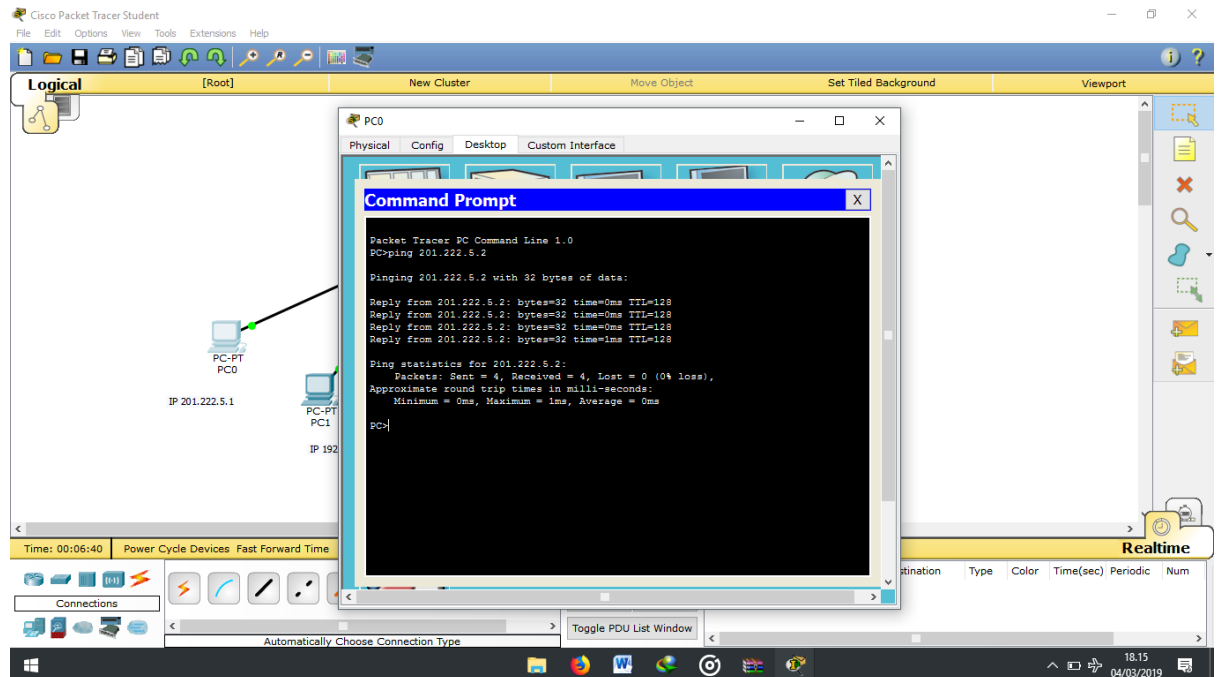 Cisco Packet Tracer Student
File Edit Options View Tools Extensions Help
Logical [Root] New Cluster Move Object Set Tiled Background Viewport
PC0
Physical Config Desktop Custom Interface
Command Prompt X
Packet Tracer PC Command Line 1.0
PC>ping 201.222.5.2
Pinging 201.222.5.2 with 32 bytes of data:
Reply from 201.222.5.2: bytes=32 time=0ms TTL=128
Reply from 201.222.5.2: bytes=32 time=0ms TTL=128
Reply from 201.222.5.2: bytes=32 time=0ms TTL=128
Reply from 201.222.5.2: bytes=32 time=1ms TTL=128
Ping statistics for 201.222.5.2:
Packets: Sent = 4, Received = 4, Lost = 0 (0% loss),
Approximate round trip times in milli-seconds:
Minimum = 0ms, Maximum = 1ms, Average = 0ms
PC>
PC-PT
PC0
IP 201.222.5.1
PC-PT
PC1
IP 192
Time: 00:06:40 Power Cycle Devices Fast Forward Time Realtime
Connections
Automatically Choose Connection Type
Toggle PDU List Window
stination Type Color Time(sec) Periodic Num
18.15
04/03/2019